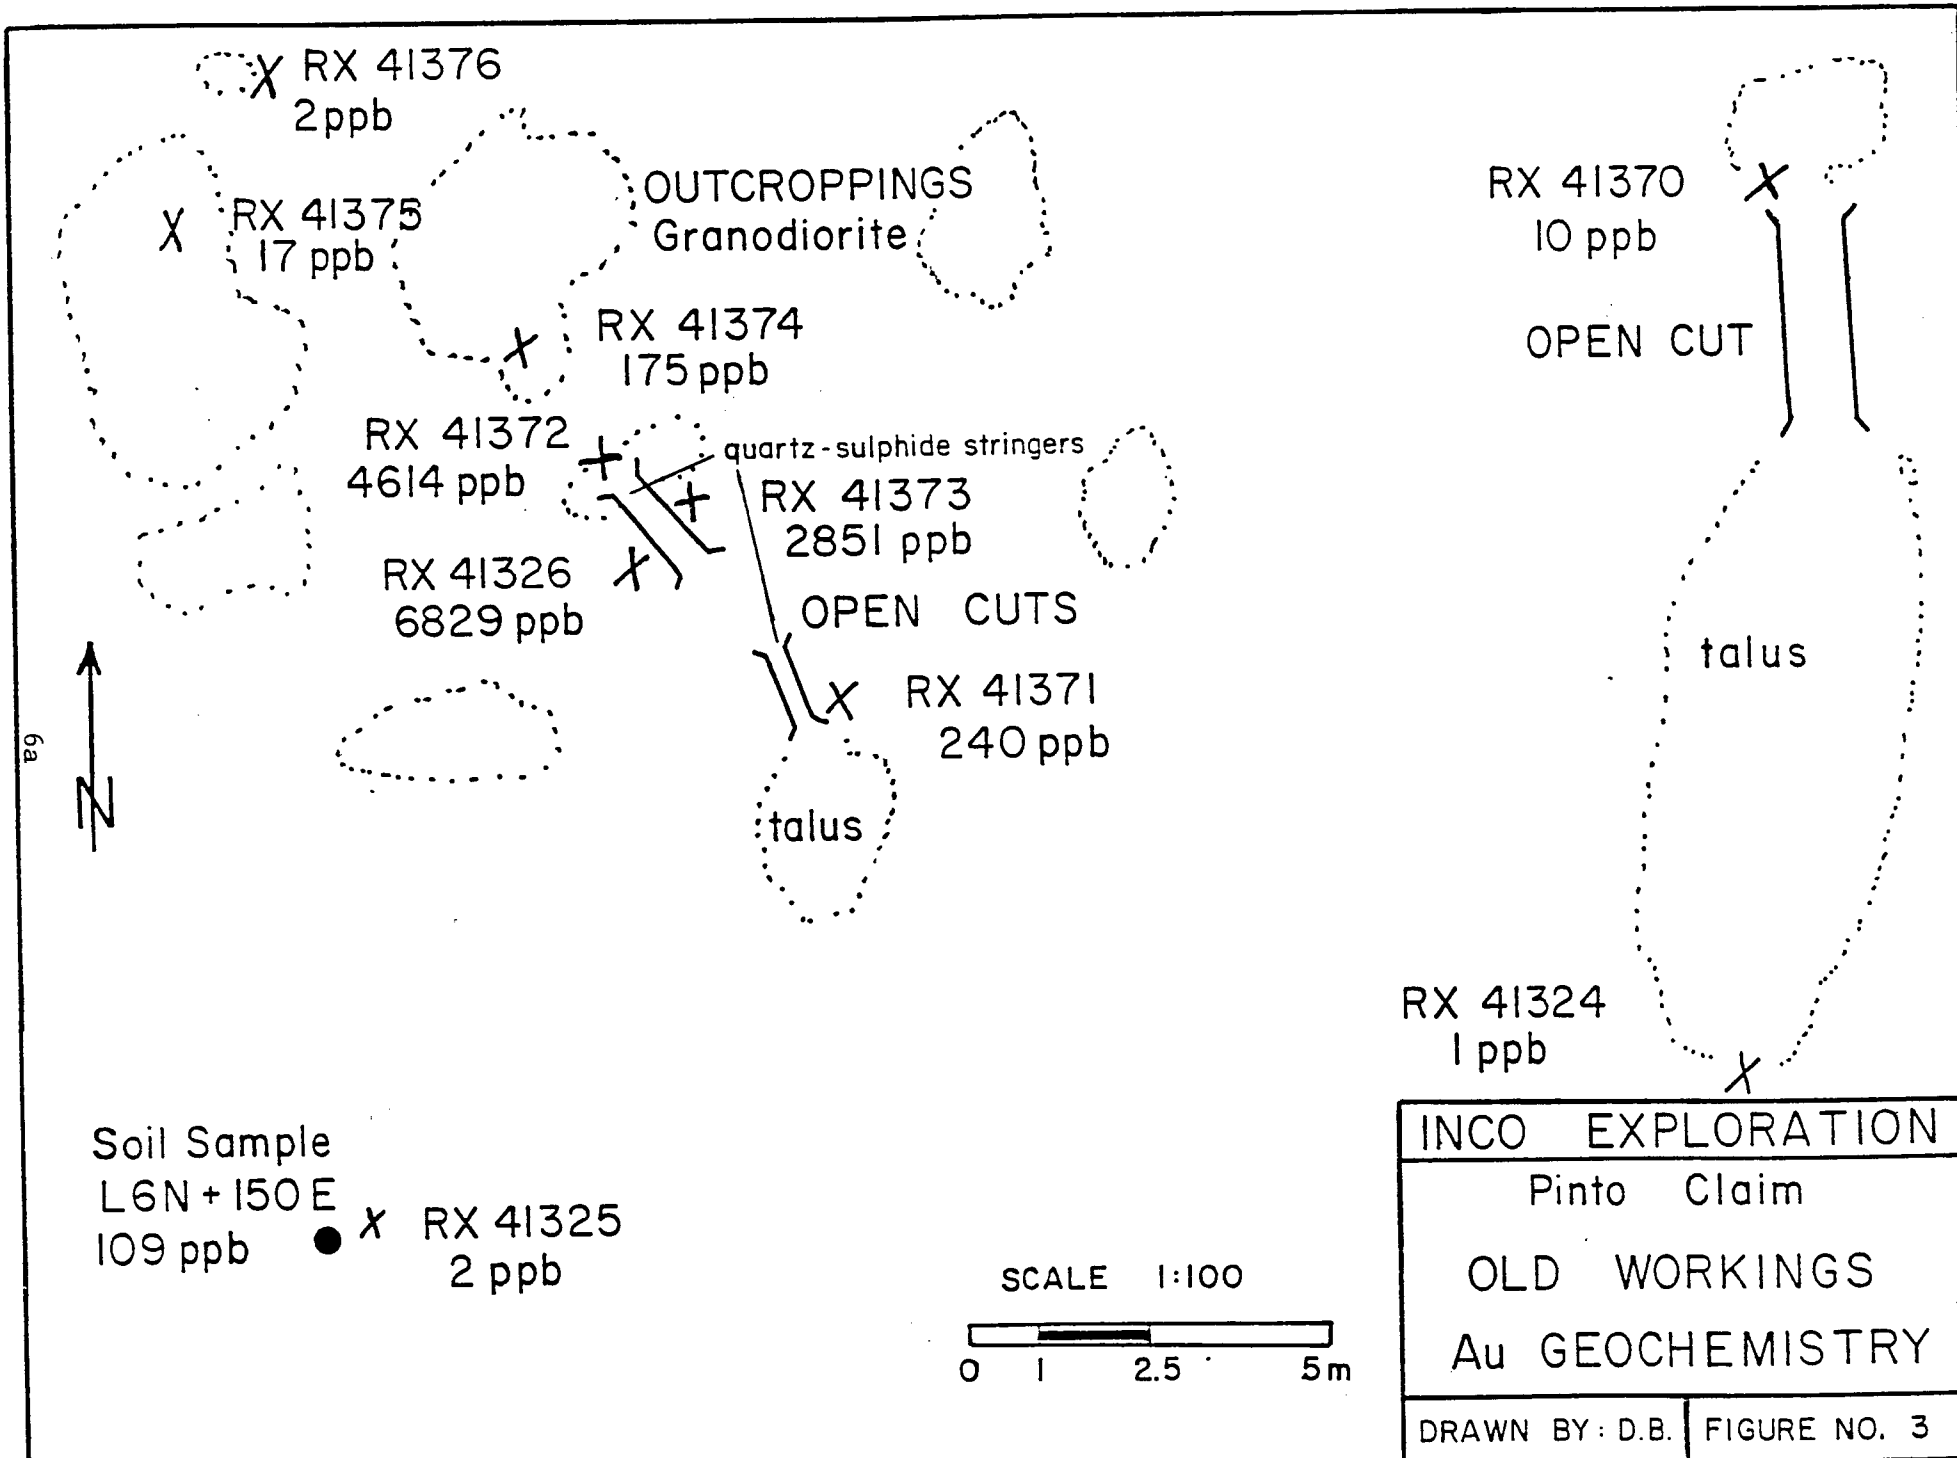 RX 41376
2ppb
RX 41375
17 ppb
OUTCROPPINGS
Granodiorite
RX 41370
10 ppb
OPEN CUT
RX 41374
175 ppb
RX 41372
4614 ppb
quartz-sulphide stringers
RX 41373
2851 ppb
RX 41326
6829 ppb
OPEN CUTS
RX 41371
240 ppb
talus
talus
N
6a
RX 41324
1 ppb
Soil Sample
L6N + 150 E
109 ppb
RX 41325
2 ppb
SCALE 1:100
0 1 2.5 5m
INCO EXPLORATION
Pinto Claim
OLD WORKINGS
Au GEOCHEMISTRY
DRAWN BY: D.B.
FIGURE NO. 3